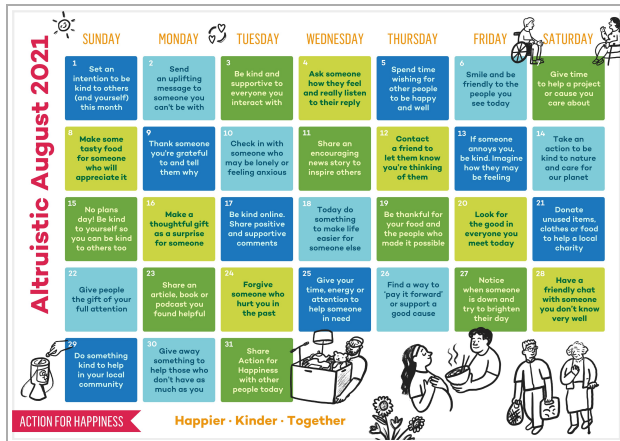 Altruistic August 2021
SUNDAY MONDAY TUESDAY WEDNESDAY THURSDAY FRIDAY SATURDAY
1
Set an
intention to be
kind to others
(and yourself)
this month
2
Send
an uplifting
message to
someone you
can't be with
3
Be kind and
supportive to
everyone you
interact with
4
Ask someone
how they feel
and really listen
to their reply
5
Spend time
wishing for
other people
to be happy
and well
6
Smile and be
friendly to the
people you
see today
7
Give time
to help a project
or cause you
care about
8
Make some
tasty food for
someone who
will
appreciate it
9
Thank someone
you're grateful
to and tell
them why
10
Check in with
someone who
may be lonely or
feeling anxious
11
Share an
encouraging
news story to
inspire others
12
Contact
a friend to
let them know
you're thinking
of them
13
If someone
annoys you,
be kind. Imagine
how they may
be feeling
14
Take an
action to be
kind to nature
and care for
our planet
15
No plans
day! Be kind
to yourself so
you can be kind
to others too
16
Make a
thoughtful gift
as a surprise
for someone
17
Be kind online.
Share positive
and supportive
comments
18
Today do
something
to make life
easier for
someone else
19
Be thankful for
your food and
the people who
made it possible
20
Look for
the good in
everyone you
meet today
21
Donate
unused items,
clothes or food
to help a local
charity
22
Give people
the gift of your
full attention
23
Share an
article, book or
podcast you
found helpful
24
Forgive
someone who
hurt you in
the past
25
Give your
time, energy or
attention to
help someone
in need
26
Find a way to
'pay it forward'
or support a
good cause
27
Notice
when someone
is down and
try to brighten
their day
28
Have a
friendly chat
with someone
you don't know
very well
29
Do something
kind to help
in your local
community
30
Give away
something to
help those who
don't have as
much as you
31
Share
Action for
Happiness
with other
people today
ACTION FOR HAPPINESS
Happier · Kinder · Together